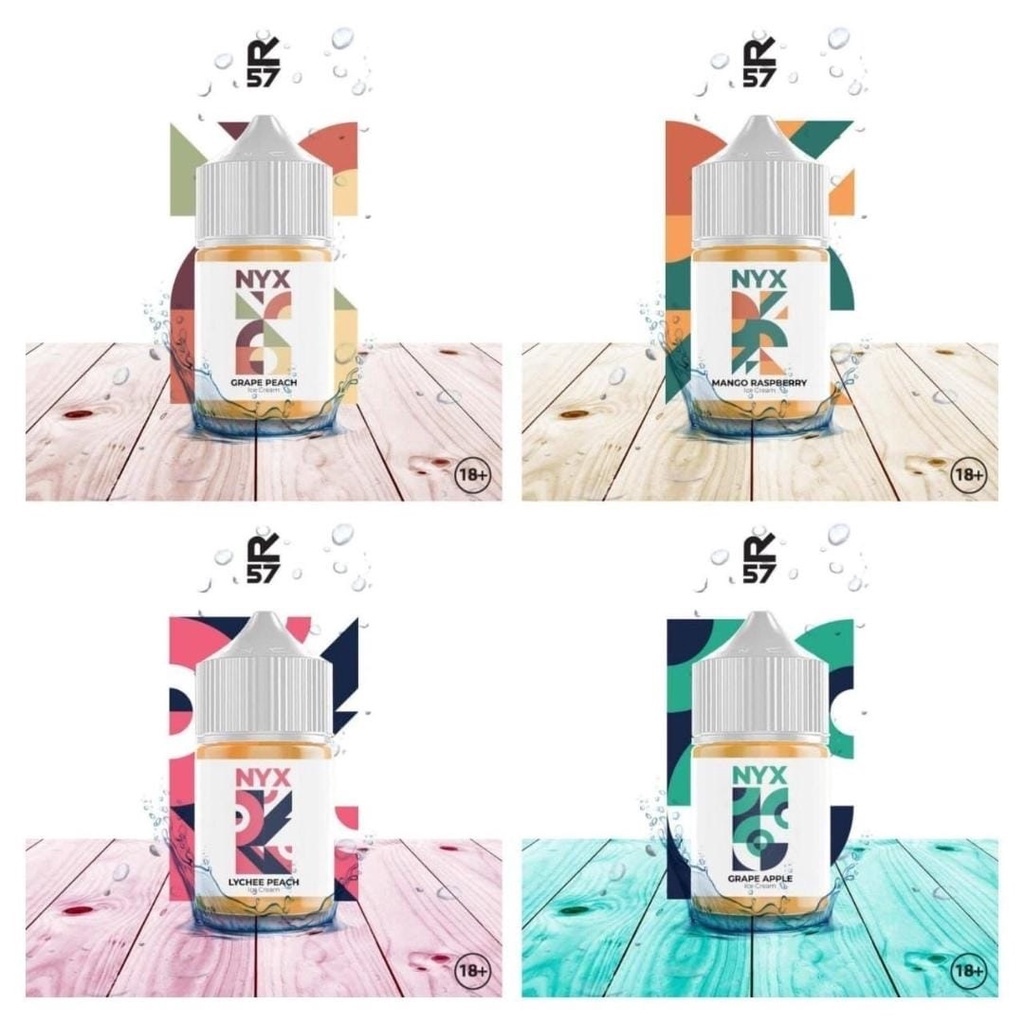 R
57
NYX
GRAPE PEACH
Ice Cream
18+
R
57
NYX
MANGO RASPBERRY
Ice Cream
18+
R
57
NYX
LYCHEE PEACH
Ice Cream
18+
R
57
NYX
GRAPE APPLE
Ice Cream
18+